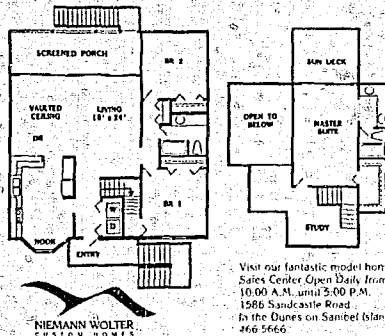 SCREENED PORCH
BR 2
SUN DECK
VAULTED
CEILING
LIVING
18' x 24'
DR
OPEN TO
BELOW
MASTER
SUITE
W
D
BR 1
NOOK
ENTRY
STUDY
NIEMANN WOLTER
CUSTOM HOMES
Visit our fantastic model hom
Sales Center Open Daily from
10:00 A.M. until 5:00 P.M.
1586 Sandcastle Road
In the Dunes on Sanibel Islan
466-5666